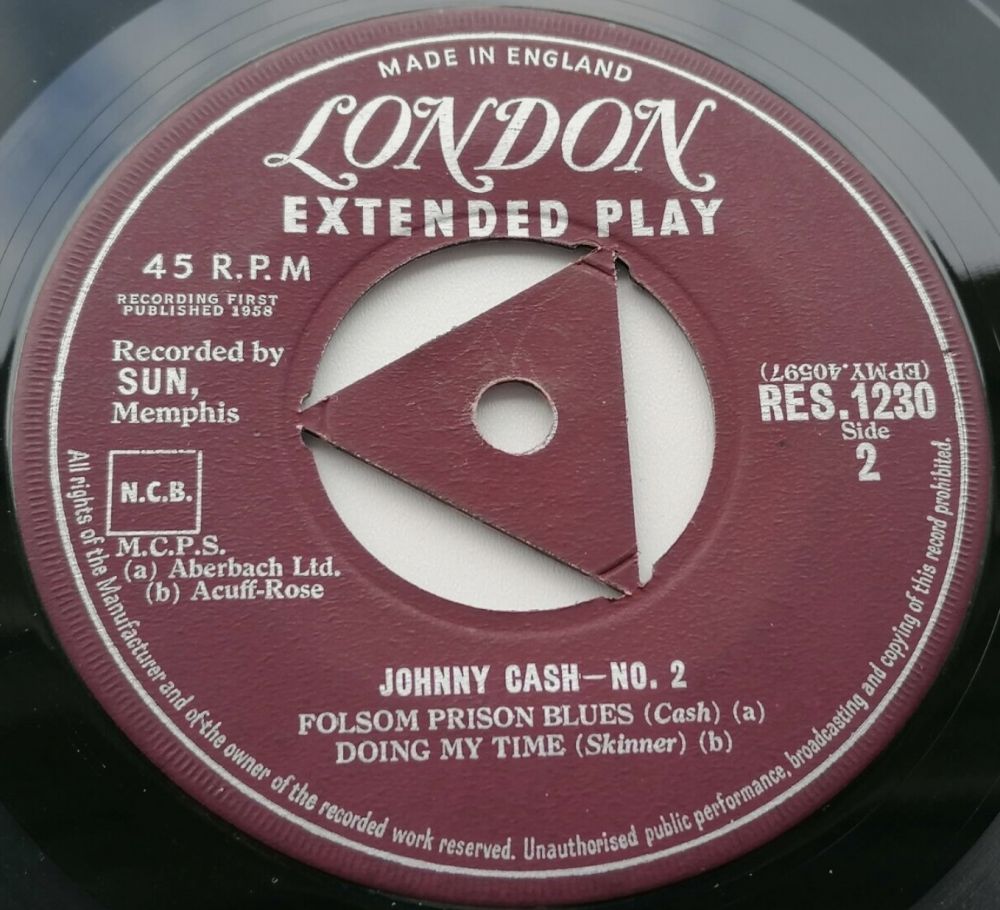 MADE IN ENGLAND
LONDON
EXTENDED PLAY
45 R.P.M
RECORDING FIRST
PUBLISHED 1958
Recorded by
SUN,
Memphis
N.C.B.
M.C.P.S.
(a) Aberbach Ltd.
(b) Acuff-Rose
(EPMY.40597)
RES.1230
Side
2
JOHNNY CASH—NO. 2
FOLSOM PRISON BLUES (Cash) (a)
DOING MY TIME (Skinner) (b)
All rights of the Manufacturer and of the owner of the recorded work reserved. Unauthorised public performance, broadcasting and copying of this record prohibited.